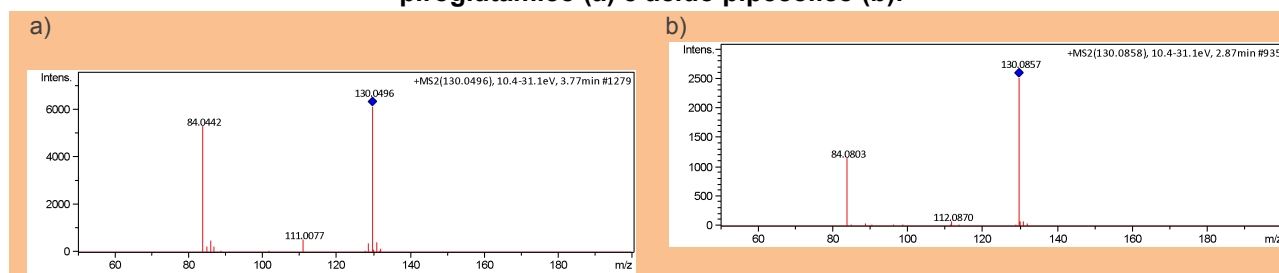 piroglutâmico (a) e ácido pipecólico (b).
a)
Intens.
+MS2(130.0496), 10.4-31.1eV, 3.77min #1279
130.0496
6000
84.0442
4000
2000
111.0077
0
60 80 100 120 140 160 180 m/z
b)
Intens.
+MS2(130.0858), 10.4-31.1eV, 2.87min #935
130.0857
2500
2000
1500
84.0803
1000
500
112.0870
0
60 80 100 120 140 160 180 m/z